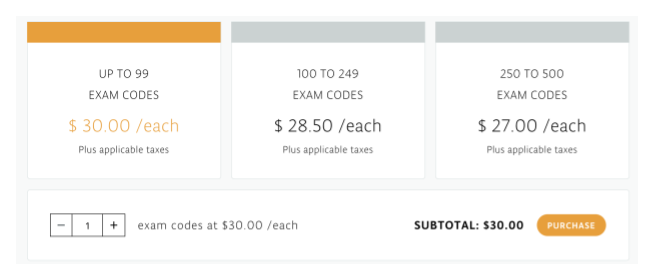 UP TO 99
EXAM CODES
$ 30.00 /each
Plus applicable taxes
100 TO 249
EXAM CODES
$ 28.50 /each
Plus applicable taxes
250 TO 500
EXAM CODES
$ 27.00 /each
Plus applicable taxes
− 1 + exam codes at $30.00 /each SUBTOTAL: $30.00 PURCHASE